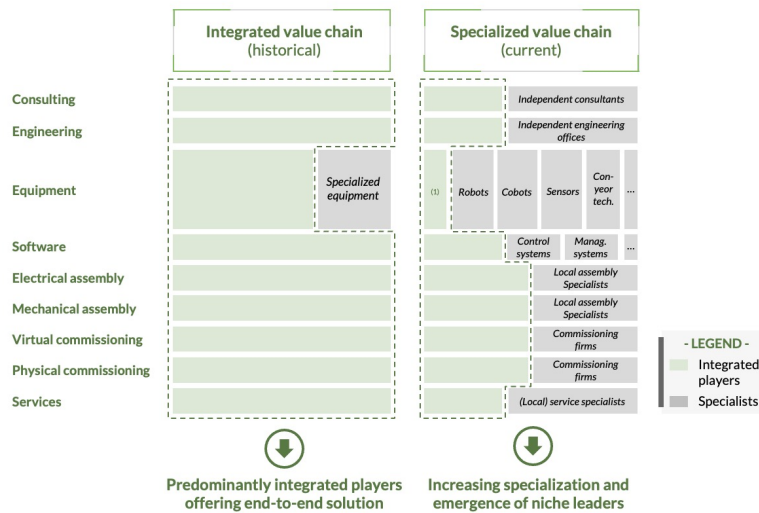 Integrated value chain
(historical)
Specialized value chain
(current)
Consulting
Independent consultants
Engineering
Independent engineering
offices
Equipment
Specialized
equipment
(1)
Robots
Cobots
Sensors
Con-
yeor
tech.
...
Software
Control
systems
Manag.
systems
...
Electrical assembly
Local assembly
Specialists
Mechanical assembly
Local assembly
Specialists
Virtual commissioning
Commissioning
firms
Physical commissioning
Commissioning
firms
Services
(Local) service specialists
- LEGEND -
Integrated
players
Specialists
Predominantly integrated players
offering end-to-end solution
Increasing specialization and
emergence of niche leaders